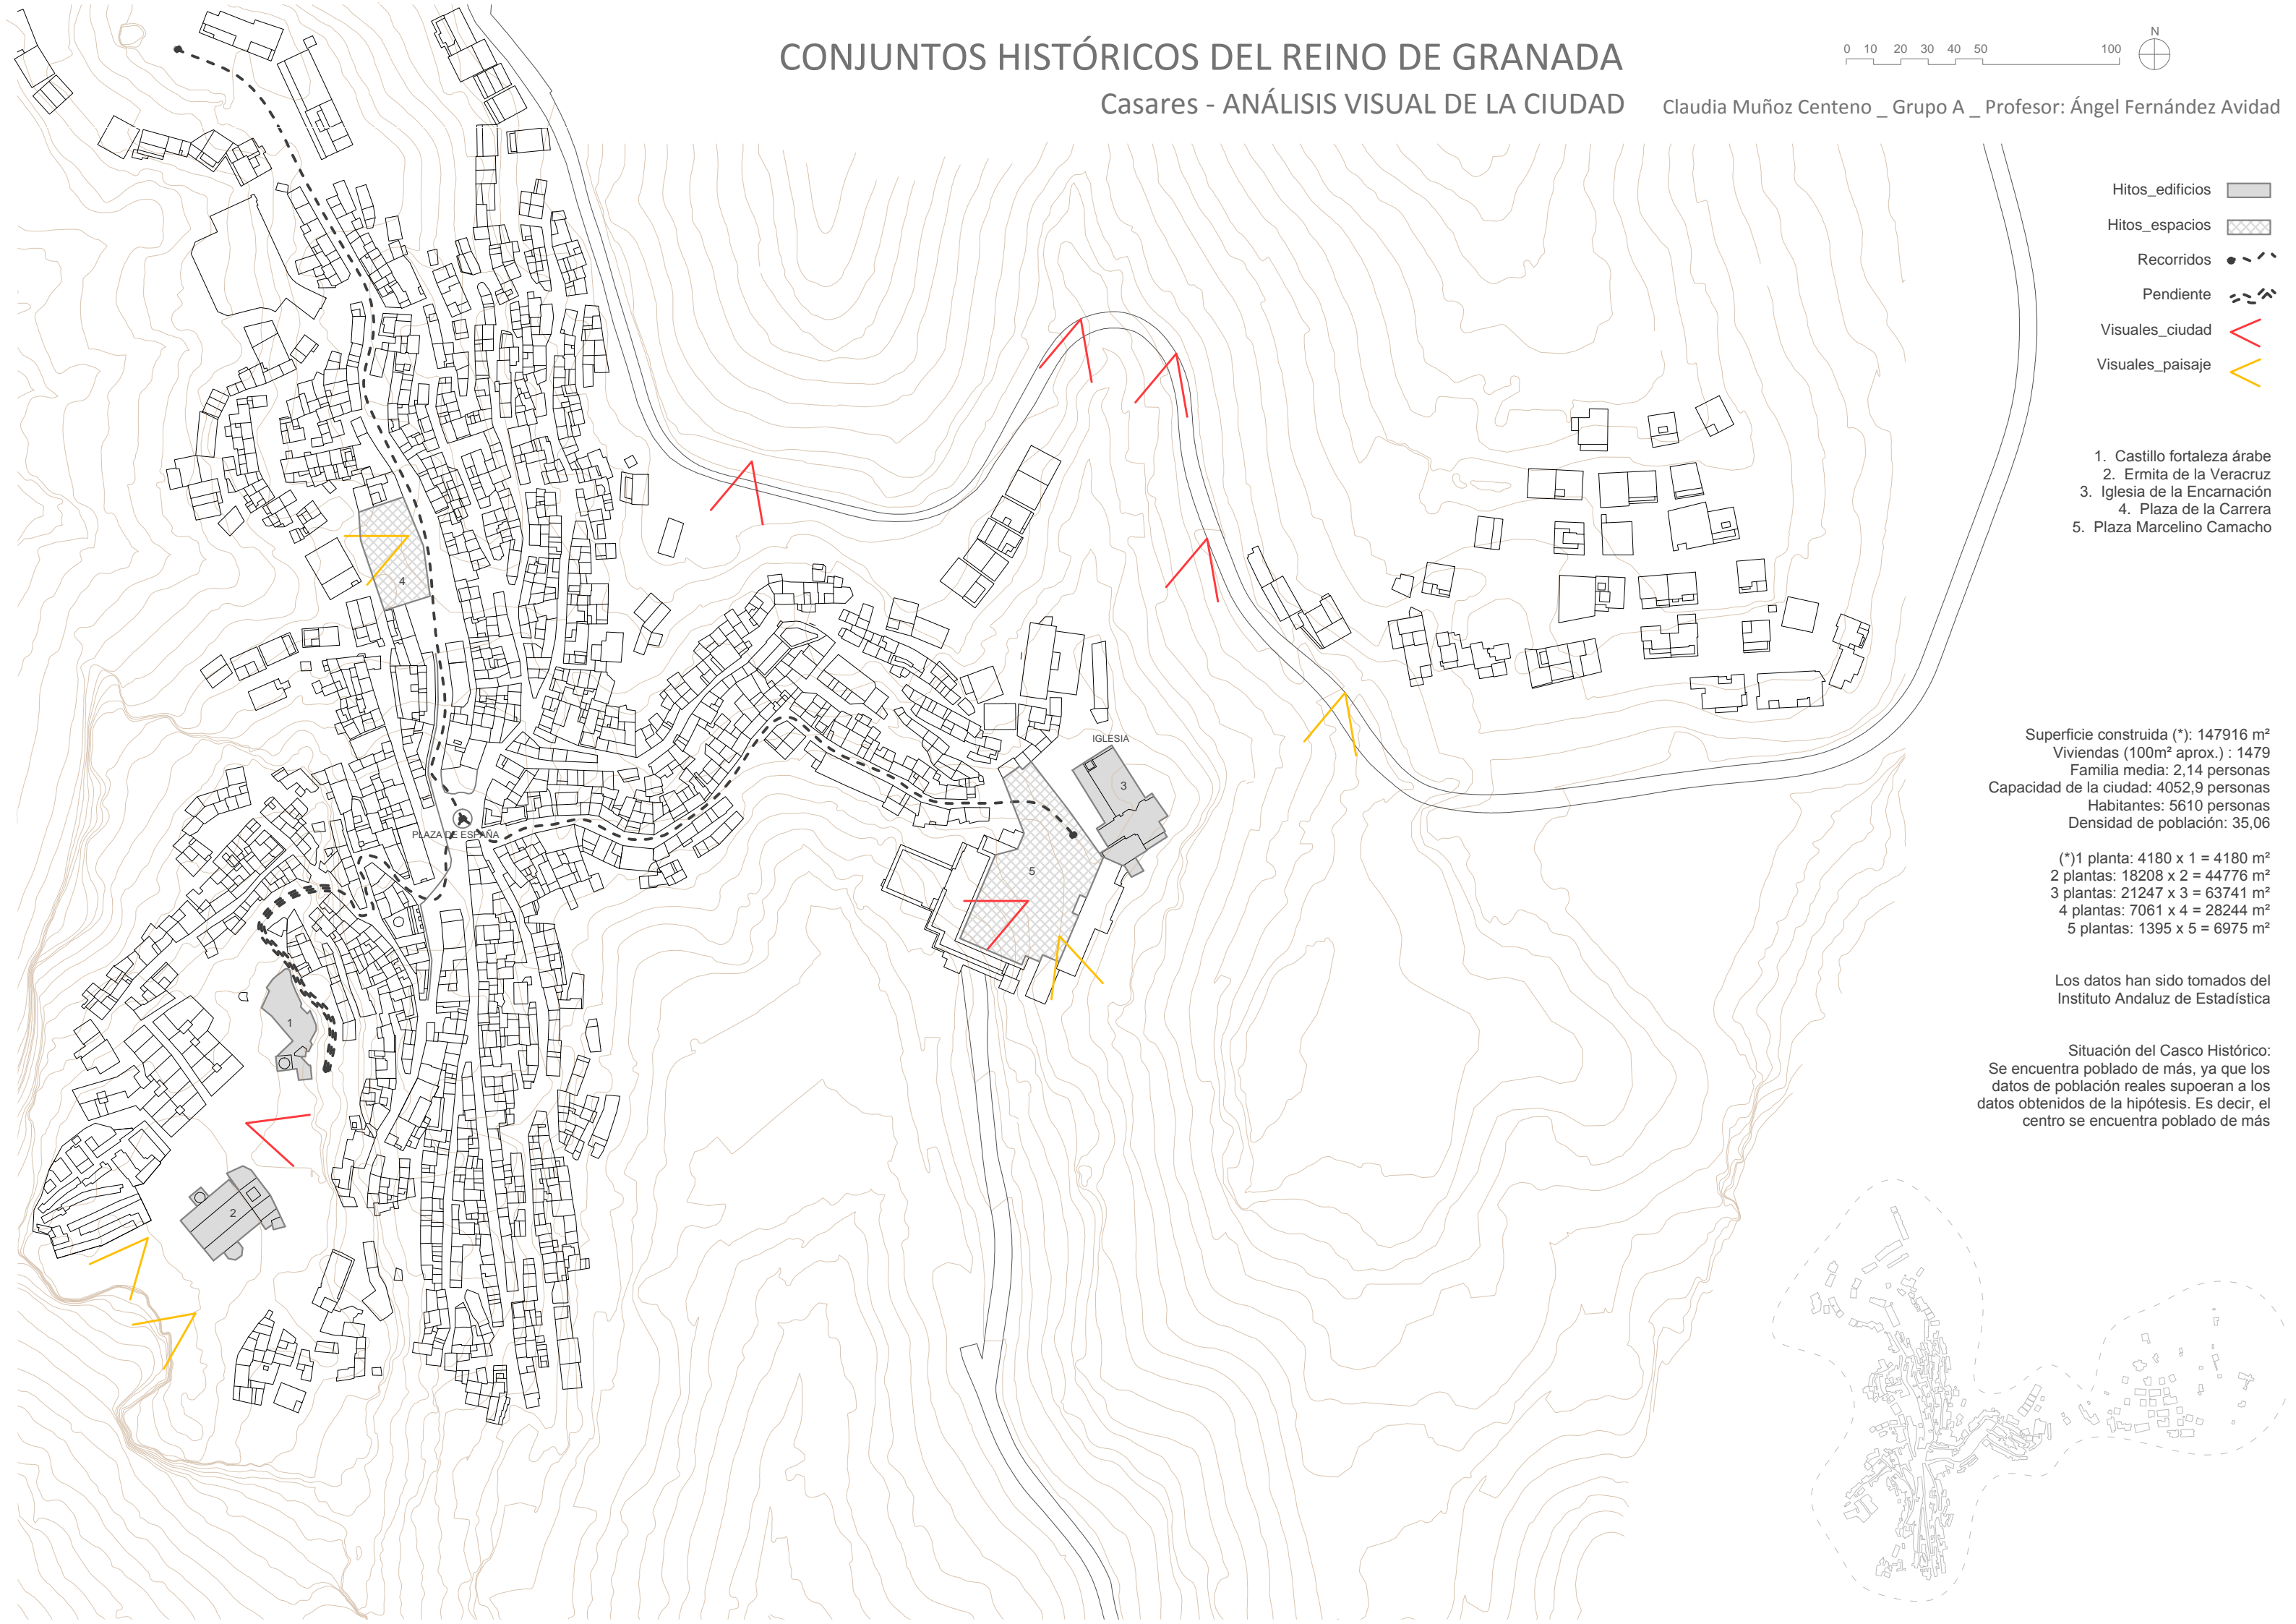 CONJUNTOS HISTÓRICOS DEL REINO DE GRANADA
Casares - ANÁLISIS VISUAL DE LA CIUDAD
Claudia Muñoz Centeno _ Grupo A _ Profesor: Ángel Fernández Avidad
0 10 20 30 40 50 100
N
Hitos_edificios
Hitos_espacios
Recorridos
Pendiente
Visuales_ciudad
Visuales_paisaje
1. Castillo fortaleza árabe
2. Ermita de la Veracruz
3. Iglesia de la Encarnación
4. Plaza de la Carrera
5. Plaza Marcelino Camacho
Superficie construida (*): 147916 m²
Viviendas (100m² aprox.) : 1479
Familia media: 2,14 personas
Capacidad de la ciudad: 4052,9 personas
Habitantes: 5610 personas
Densidad de población: 35,06
(*)1 planta: 4180 x 1 = 4180 m²
2 plantas: 18208 x 2 = 44776 m²
3 plantas: 21247 x 3 = 63741 m²
4 plantas: 7061 x 4 = 28244 m²
5 plantas: 1395 x 5 = 6975 m²
Los datos han sido tomados del
Instituto Andaluz de Estadística
Situación del Casco Histórico:
Se encuentra poblado de más, ya que los
datos de población reales supoeran a los
datos obtenidos de la hipótesis. Es decir, el
centro se encuentra poblado de más
4
IGLESIA
3
PLAZA DE ESPAÑA
5
1
2